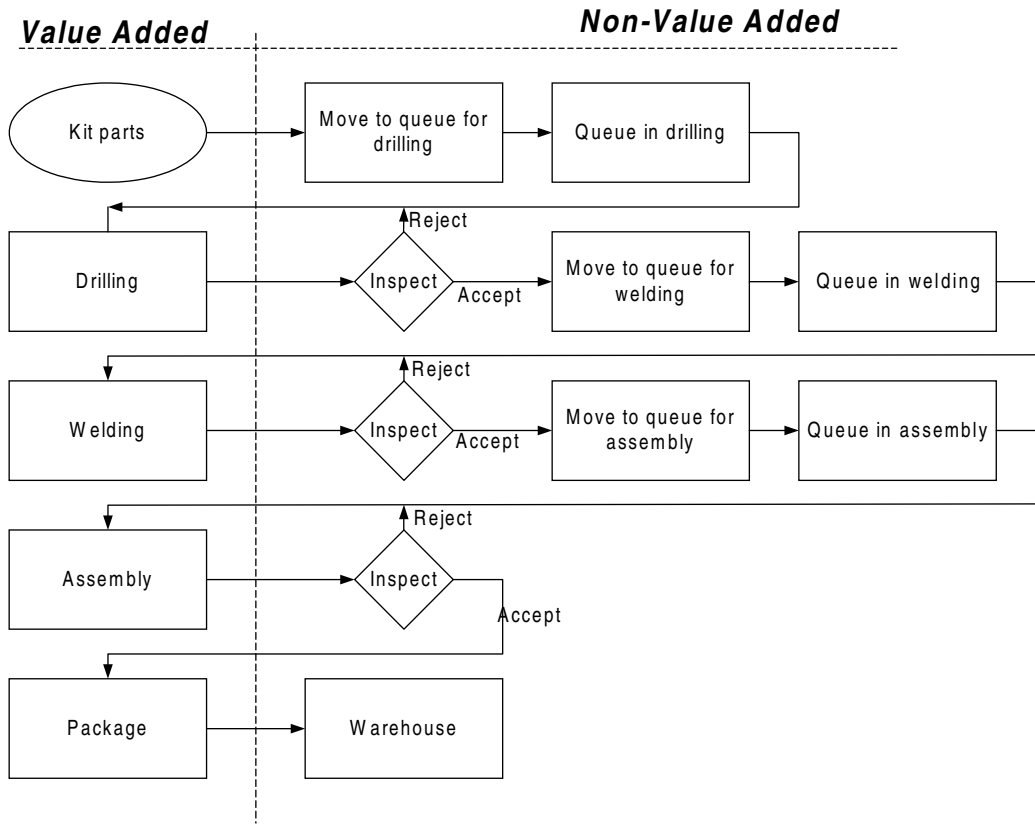 Value Added
Non-Value Added
Kit parts
Move to queue for
drilling
Queue in drilling
Reject
Drilling
Inspect
Accept
Move to queue for
welding
Queue in welding
Reject
Welding
Inspect
Accept
Move to queue for
assembly
Queue in assembly
Reject
Assembly
Inspect
Accept
Package
Warehouse